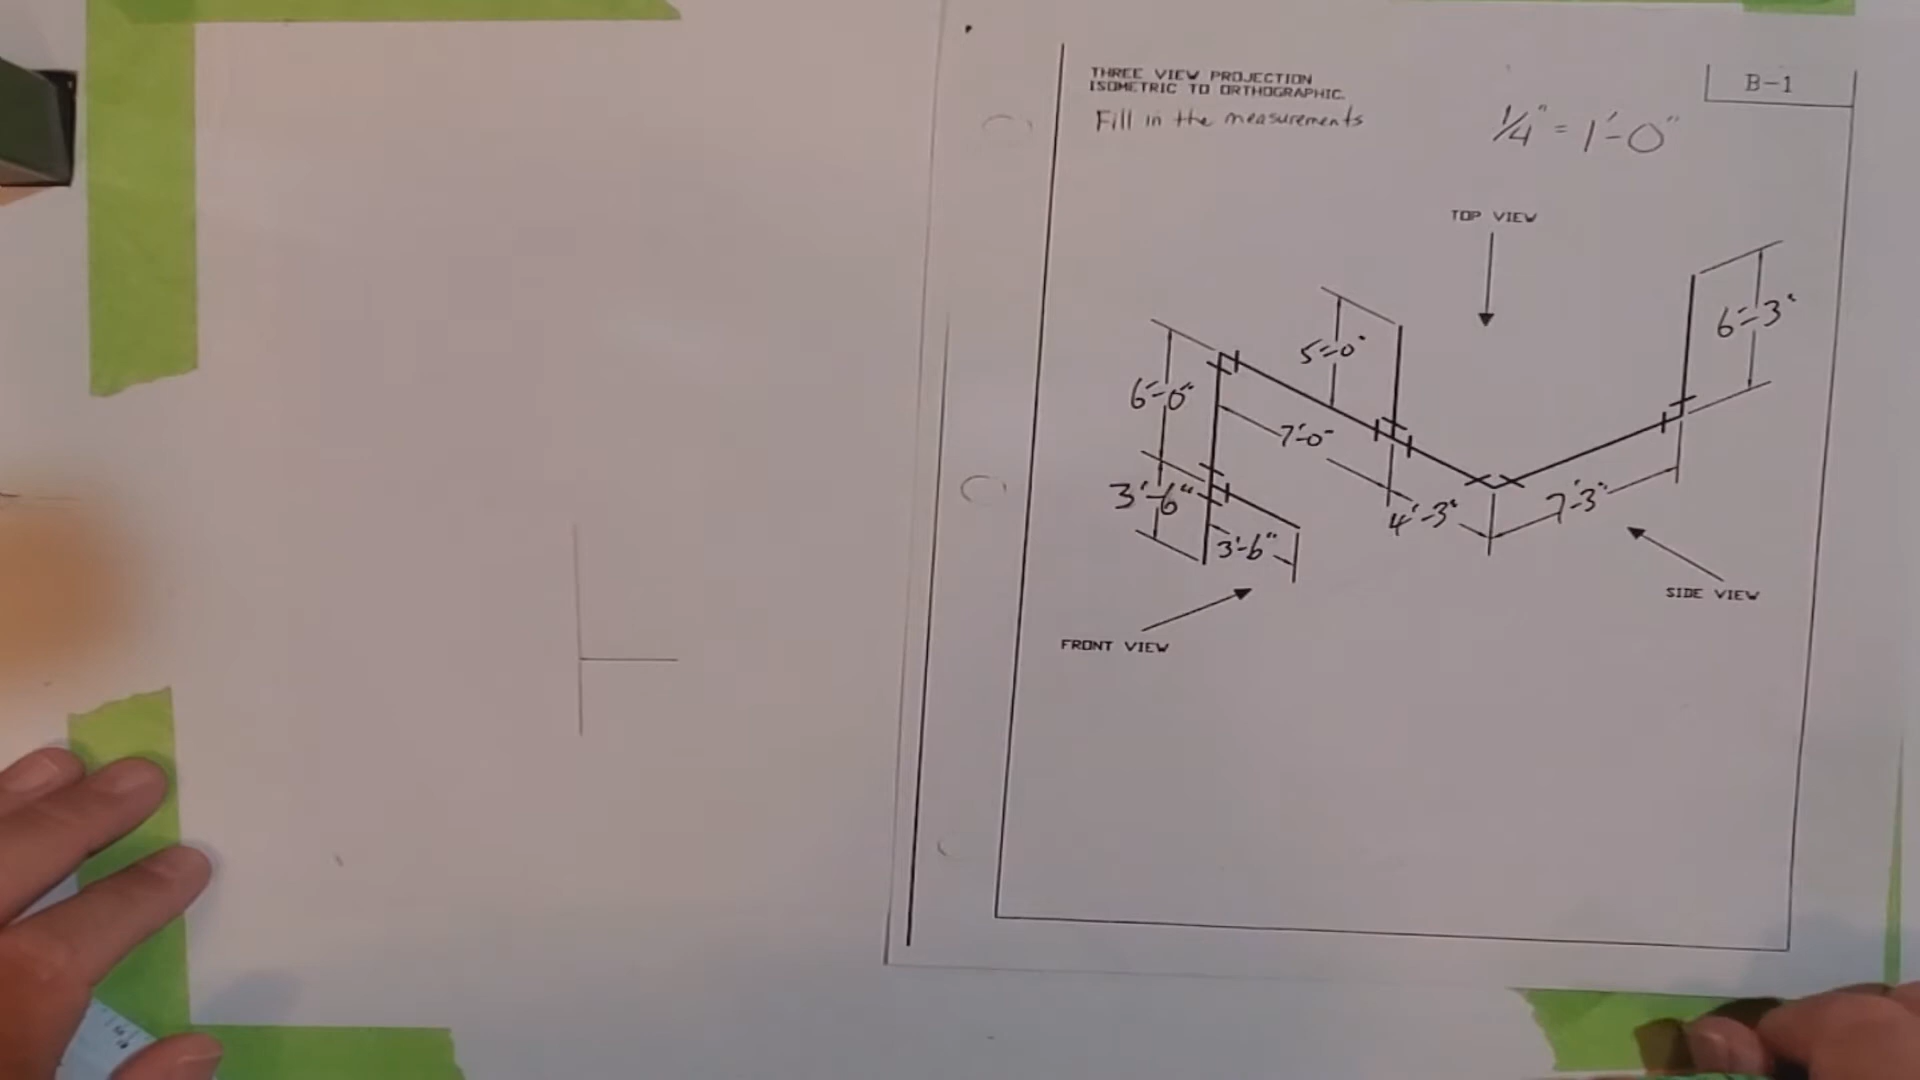 THREE VIEW PROJECTION
ISOMETRIC TO ORTHOGRAPHIC.
Fill in the measurements
1/4" = 1'-0"
B-1
TOP VIEW
6'-3"
5'-0"
6'-0"
7'-0"
3'-6"
4'-3"
7'-3"
3'-6"
SIDE VIEW
FRONT VIEW